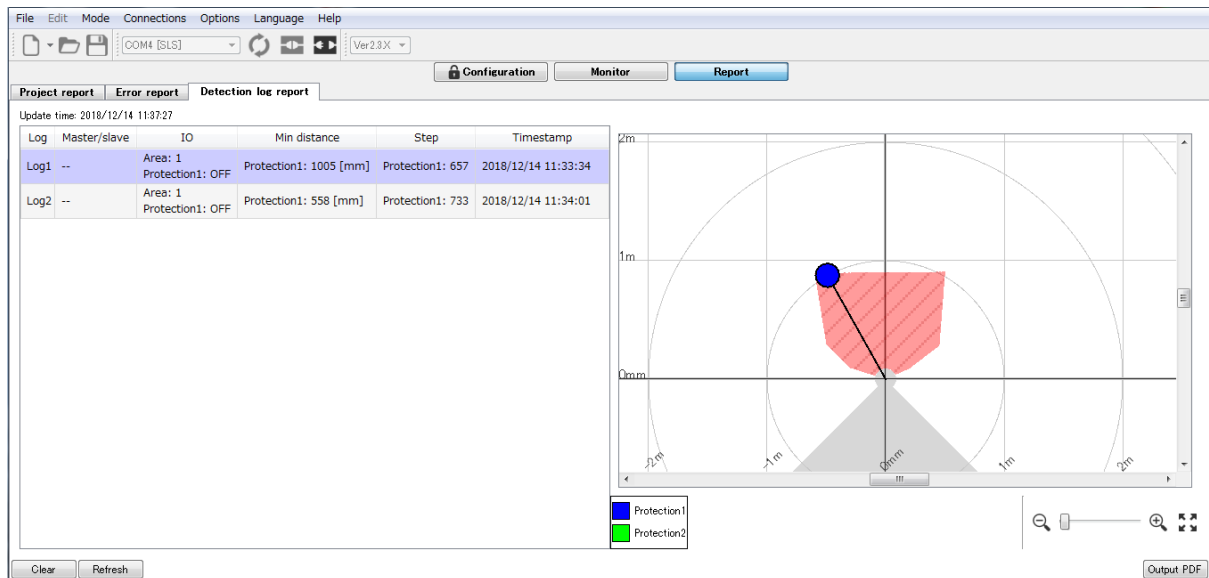 File Edit Mode Connections Options Language Help
COM4 [SLS] Ver2.3.X
Configuration Monitor Report
Project report Error report Detection log report
Update time: 2018/12/14 11:37:27
Log Master/slave IO Min distance Step Timestamp
Log1 -- Area: 1 Protection1: 1005 [mm] Protection1: 657 2018/12/14 11:33:34
Protection1: OFF
Log2 -- Area: 1 Protection1: 558 [mm] Protection1: 733 2018/12/14 11:34:01
Protection1: OFF
2m
1m
0mm
-2m -1m 0mm 1m 2m
Protection1
Protection2
Clear Refresh Output PDF